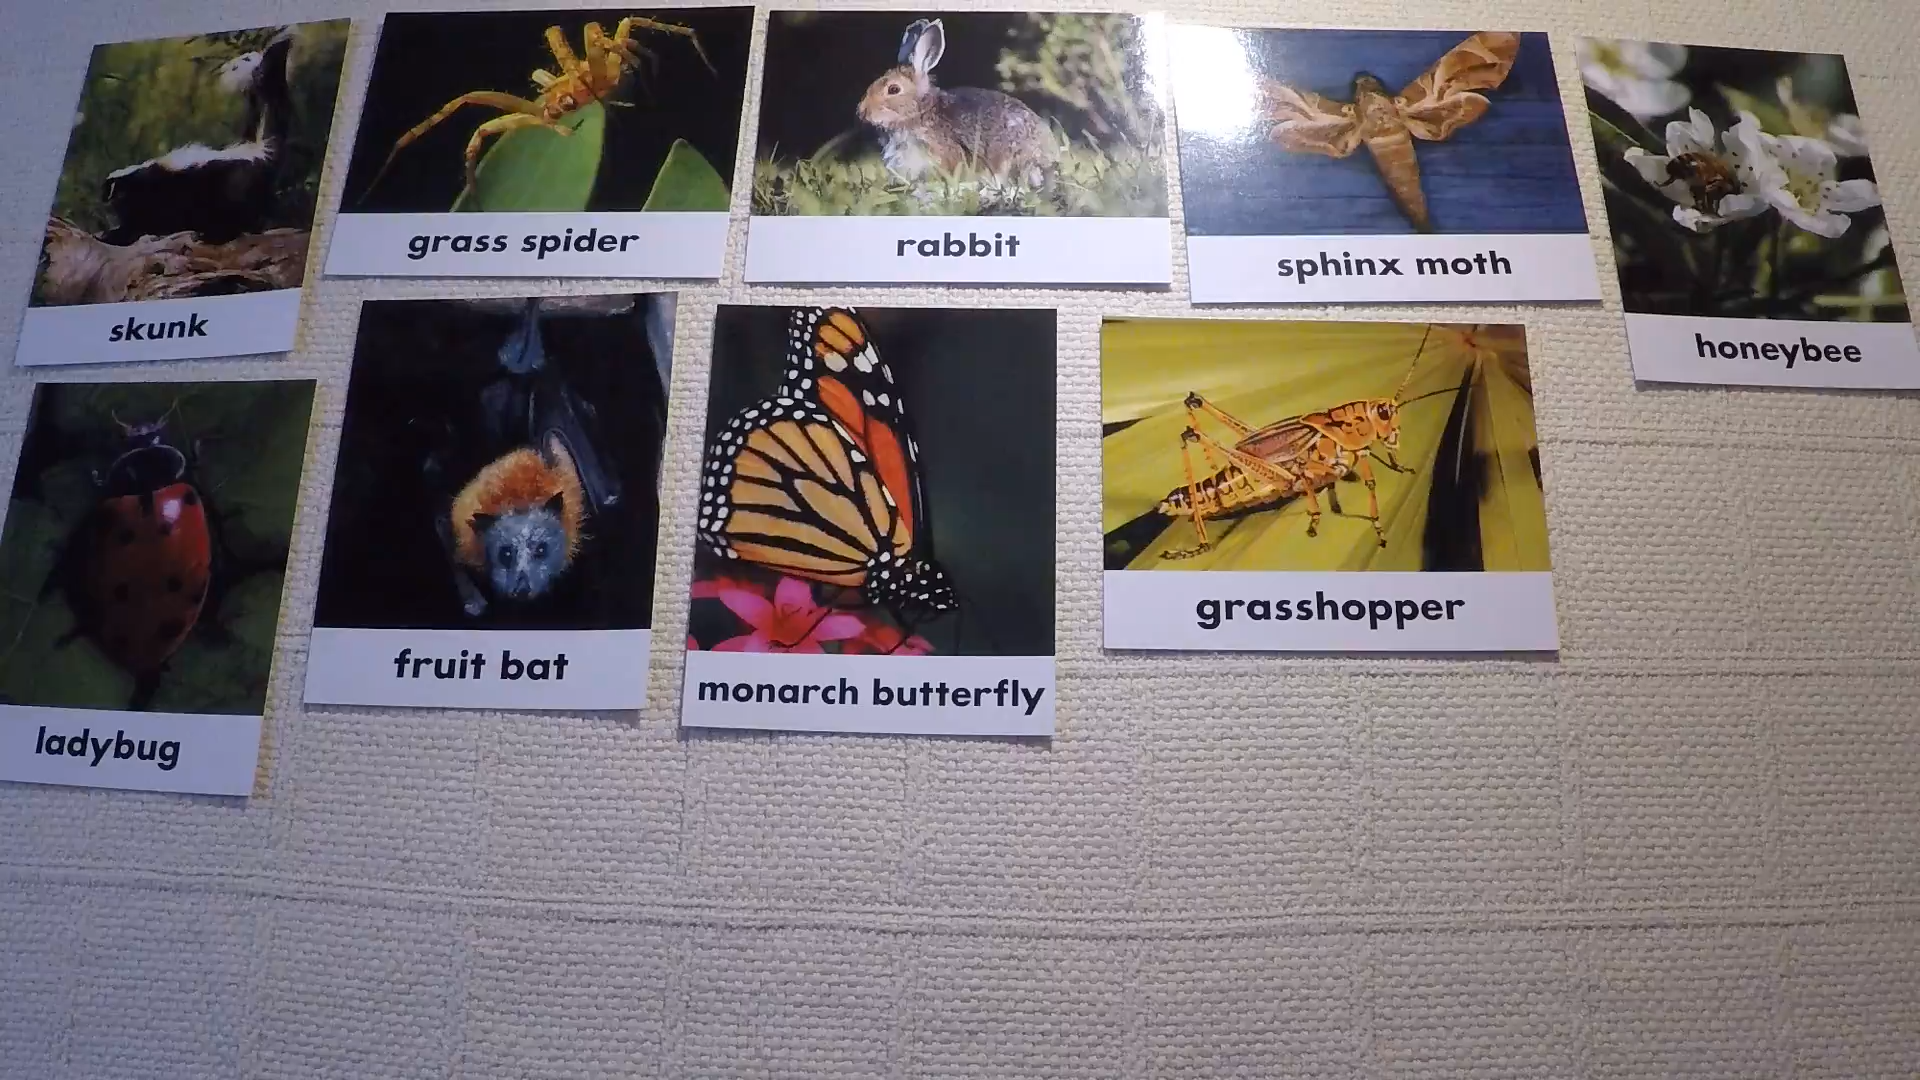 skunk
grass spider
rabbit
sphinx moth
honeybee
ladybug
fruit bat
monarch butterfly
grasshopper